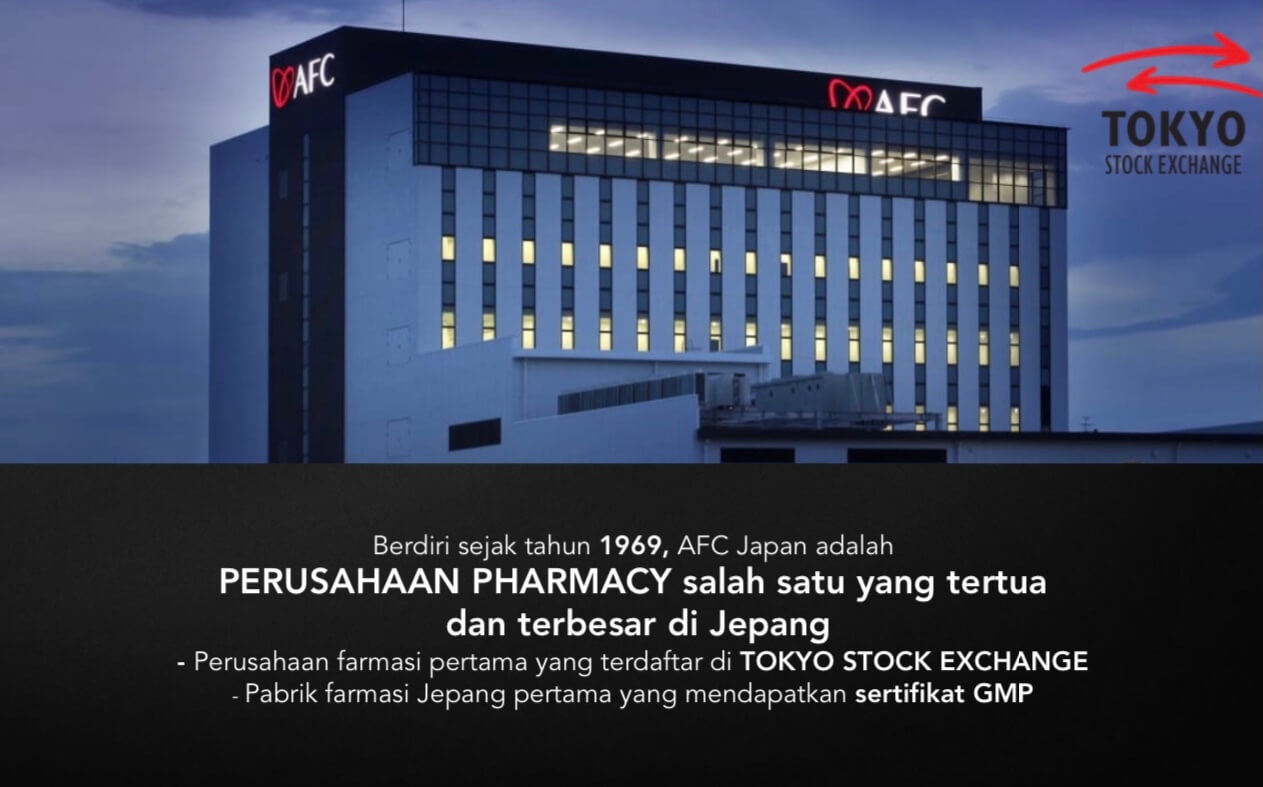 AFC
AFC
TOKYO
STOCK EXCHANGE
Berdiri sejak tahun 1969, AFC Japan adalah
PERUSAHAAN PHARMACY salah satu yang tertua
dan terbesar di Jepang
- Perusahaan farmasi pertama yang terdaftar di TOKYO STOCK EXCHANGE
- Pabrik farmasi Jepang pertama yang mendapatkan sertifikat GMP